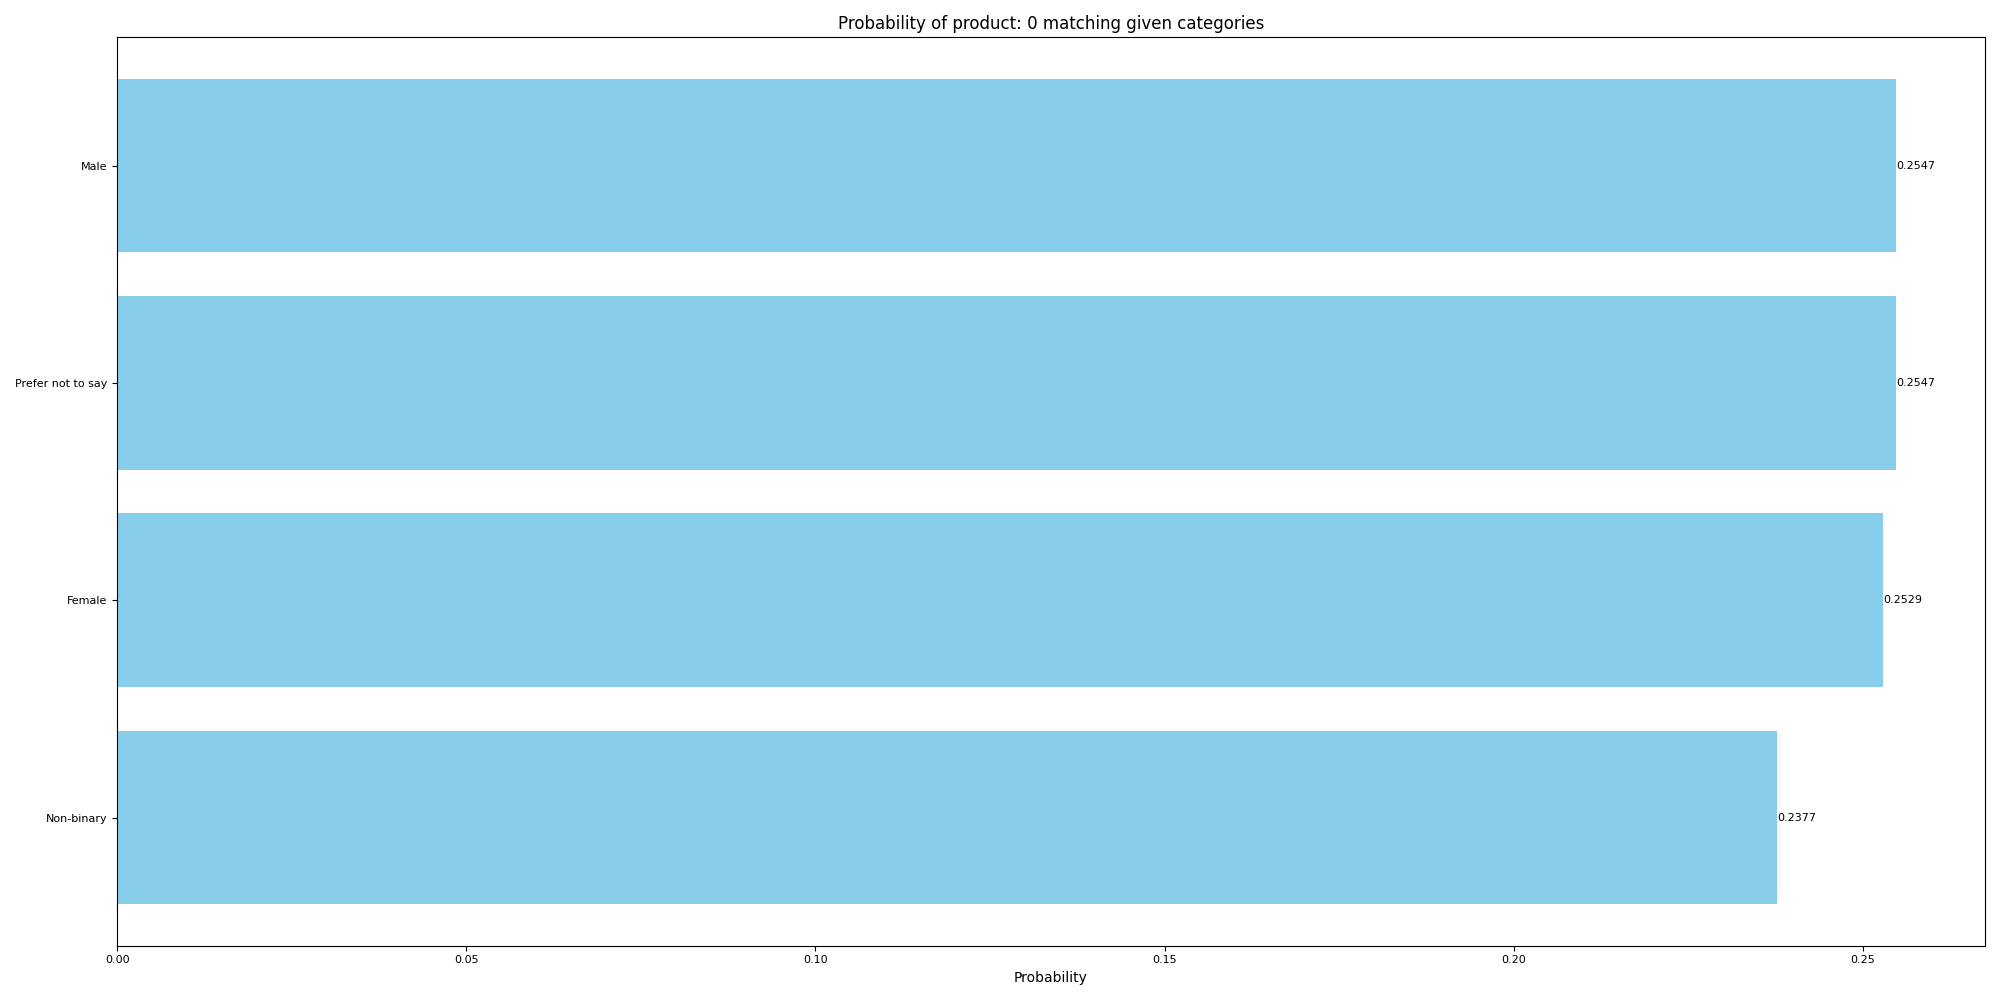 Probability of product: 0 matching given categories
Male
0.2547
Prefer not to say
0.2547
Female
0.2529
Non-binary
0.2377
0.00 0.05 0.10 0.15 0.20 0.25
Probability